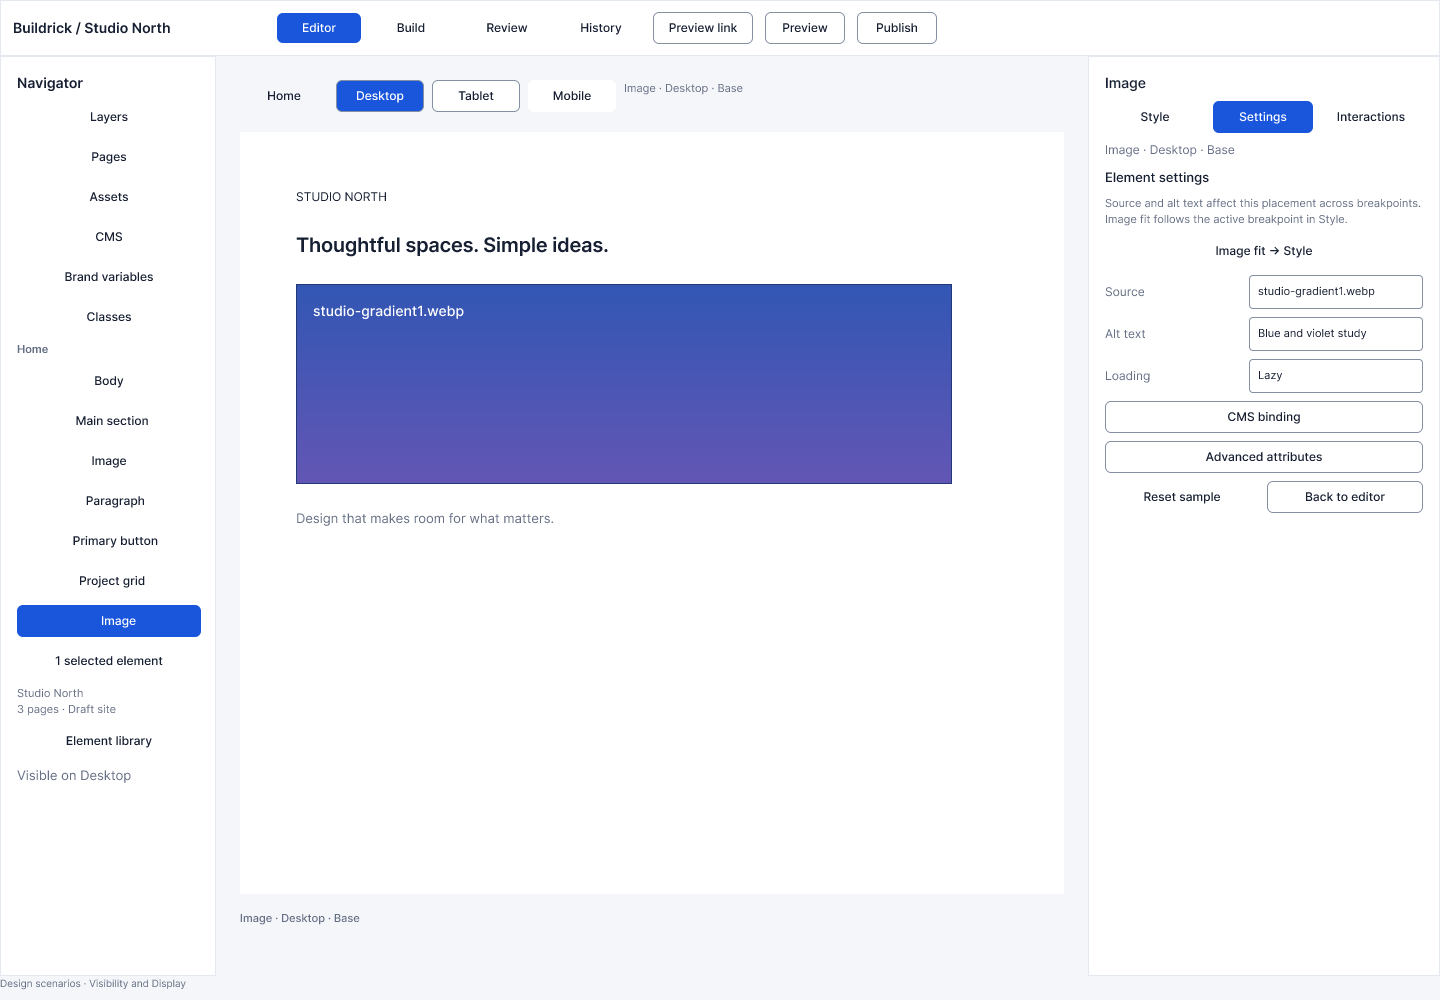 Buildrick / Studio North
Editor
Build
Review
History
Preview link
Preview
Publish
Navigator
Layers
Pages
Assets
CMS
Brand variables
Classes
Home
Body
Main section
Image
Paragraph
Primary button
Project grid
Image
1 selected element
Studio North
3 pages · Draft site
Element library
Visible on Desktop
Home
Desktop
Tablet
Mobile
Image · Desktop · Base
STUDIO NORTH
Thoughtful spaces. Simple ideas.
studio-gradient1.webp
Design that makes room for what matters.
Image · Desktop · Base
Image
Style
Settings
Interactions
Image · Desktop · Base
Element settings
Source and alt text affect this placement across breakpoints.
Image fit follows the active breakpoint in Style.
Image fit → Style
Source
studio-gradient1.webp
Alt text
Blue and violet study
Loading
Lazy
CMS binding
Advanced attributes
Reset sample
Back to editor
Design scenarios · Visibility and Display